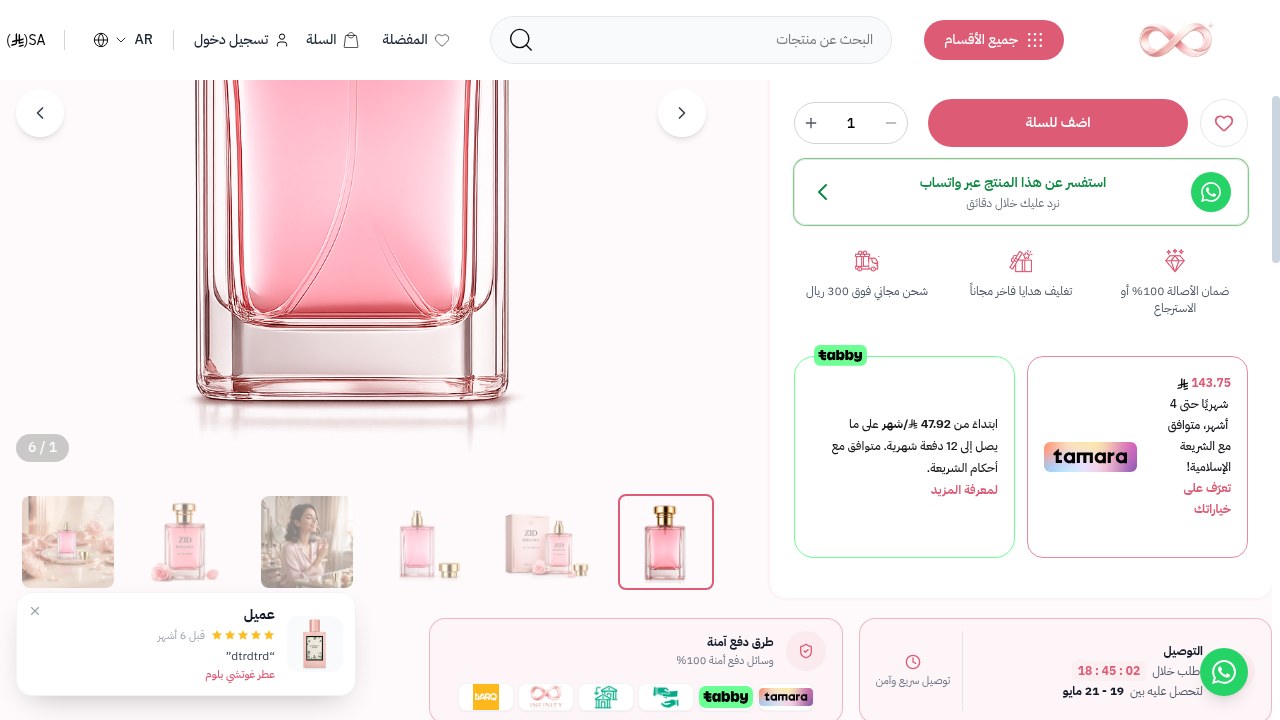 جميع الأقسام
البحث عن منتجات
المفضلة
السلة
تسجيل دخول
AR
SA(⃁)
اضف للسلة
1
استفسر عن هذا المنتج عبر واتساب
نرد عليك خلال دقائق
ضمان الأصالة 100% أو
الاسترجاع
تغليف هدايا فاخر مجاناً
شحن مجاني فوق 300 ريال
143.75 ⃁
شهريًا حتى 4
أشهر، متوافق
مع الشريعة
الإسلامية!
تعرّف على
خياراتك
tamara
tabby
ابتداءً من 47.92 ⃁/شهر على ما
يصل إلى 12 دفعة شهرية. متوافق مع
أحكام الشريعة.
لمعرفة المزيد
6 / 1
ZID
ZID
عميل
قبل 6 أشهر
“dtrdtrd”
عطر غوتشي بلوم
طرق دفع آمنة
وسائل دفع آمنة 100%
tamara
tabby
INFINITY
BARQ
التوصيل
طلب خلال 18 : 45 : 02
لتحصل عليه بين 19 - 21 مايو
توصيل سريع وآمن